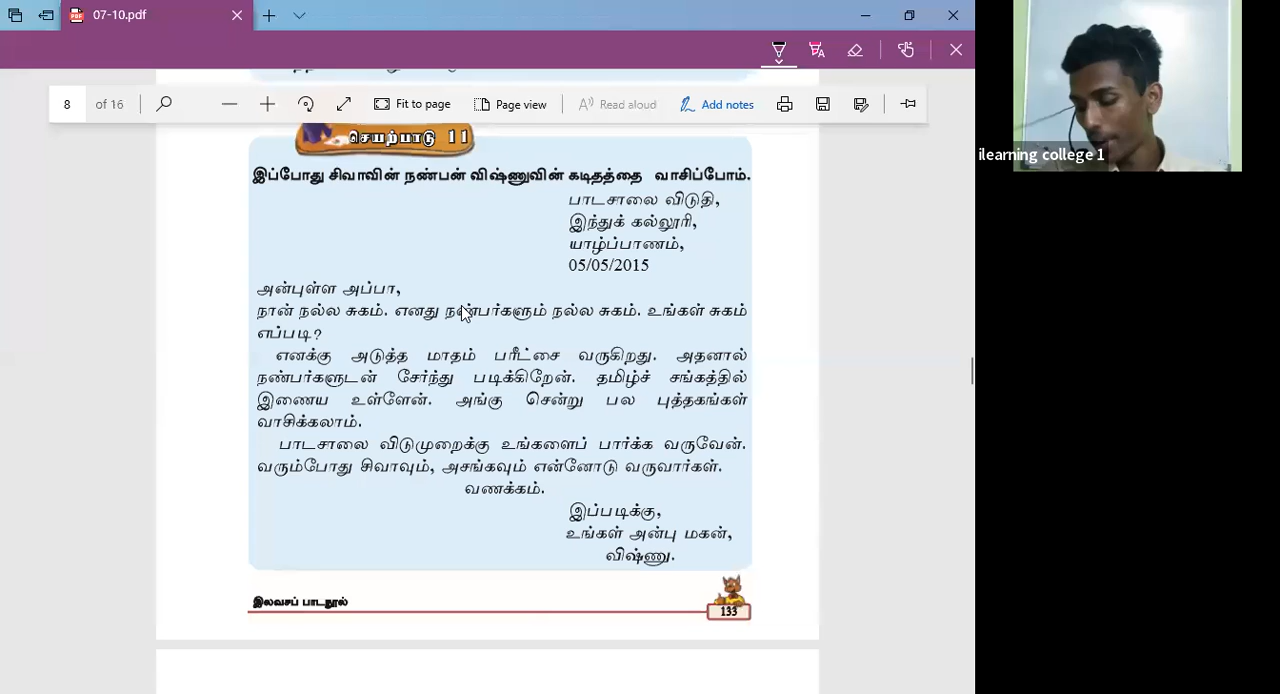 07-10.pdf
8 of 16 Fit to page Page view Read aloud Add notes
செயற்பாடு 11
இப்போது சிவாவின் நண்பன் விஷ்ணுவின் கடிதத்தை வாசிப்போம்.
பாடசாலை விடுதி,
இந்துக் கல்லூரி,
யாழ்ப்பாணம்,
05/05/2015
அன்புள்ள அப்பா,
நான் நல்ல சுகம். எனது நண்பர்களும் நல்ல சுகம். உங்கள் சுகம்
எப்படி?
எனக்கு அடுத்த மாதம் பரீட்சை வருகிறது. அதனால்
நண்பர்களுடன் சேர்ந்து படிக்கிறேன். தமிழ்ச் சங்கத்தில்
இணைய உள்ளேன். அங்கு சென்று பல புத்தகங்கள்
வாசிக்கலாம்.
பாடசாலை விடுமுறைக்கு உங்களைப் பார்க்க வருவேன்.
வரும்போது சிவாவும், அசங்கவும் என்னோடு வருவார்கள்.
வணக்கம்.
இப்படிக்கு,
உங்கள் அன்பு மகன்,
விஷ்ணு.
இலவசப் பாடநூல்
133
ilearning college 1